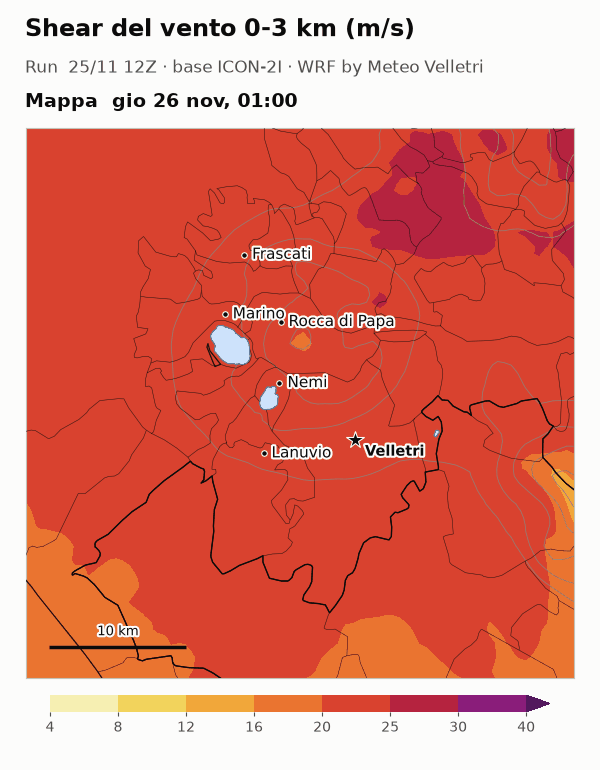 Shear del vento 0-3 km (m/s)
Run  25/11 12Z · base ICON-2I · WRF by Meteo Velletri
Mappa  gio 26 nov, 01:00
Frascati
Marino
Rocca di Papa
Nemi
Velletri
Lanuvio
10 km
4 8 12 16 20 25 30 40